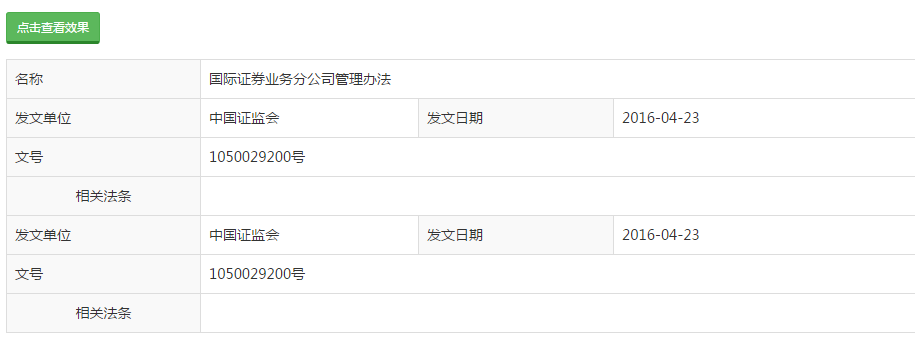 点击查看效果
名称 国际证券业务分公司管理办法
发文单位 中国证监会 发文日期 2016-04-23
文号 1050029200号
相关法条
发文单位 中国证监会 发文日期 2016-04-23
文号 1050029200号
相关法条